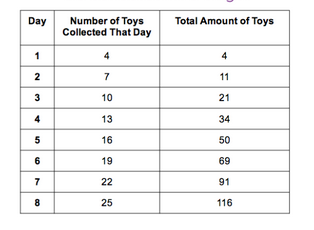 Day Number of Toys Total Amount of Toys
Collected That Day
1 4 4
2 7 11
3 10 21
4 13 34
5 16 50
6 19 69
7 22 91
8 25 116